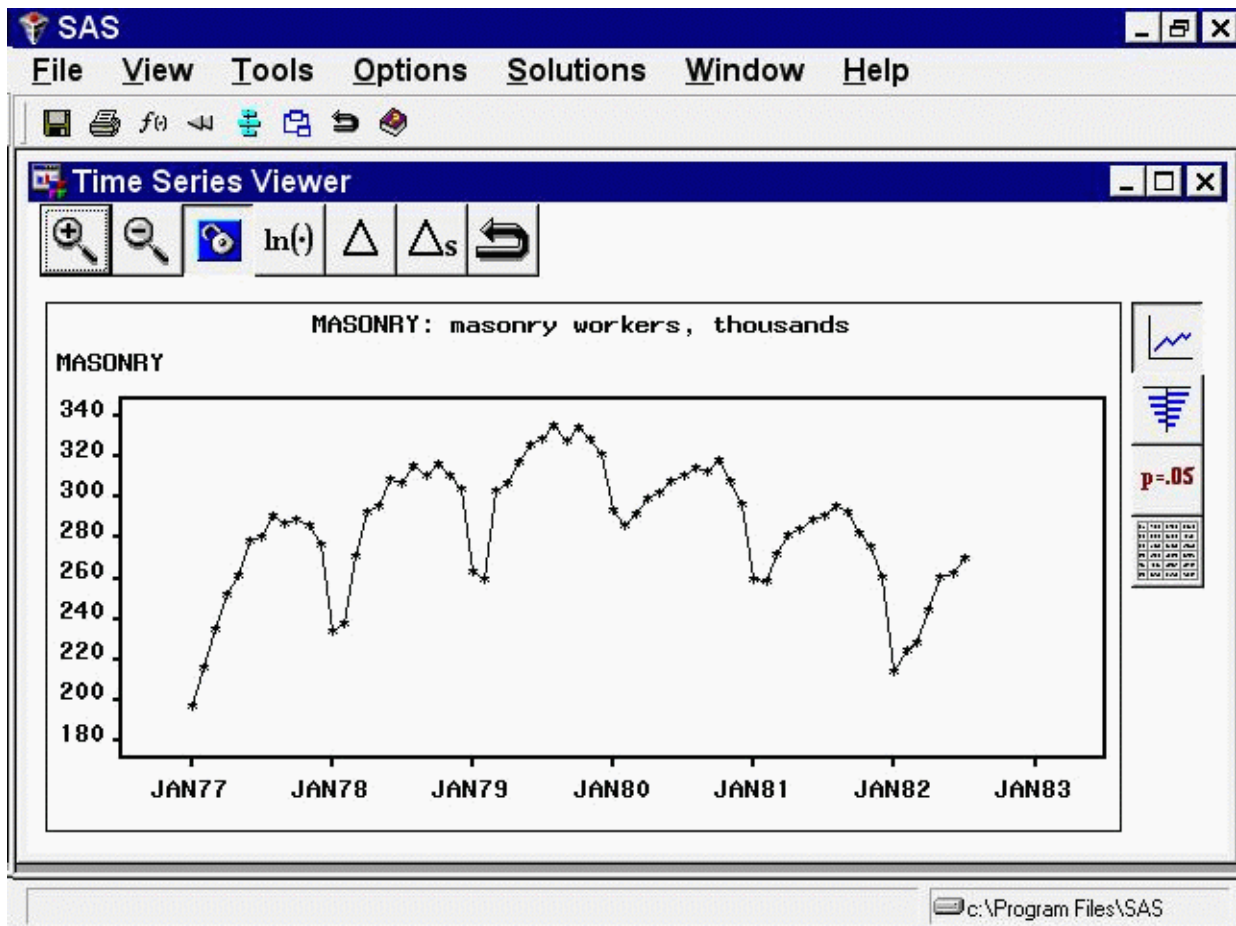 SAS
File View Tools Options Solutions Window Help
f(·)
Time Series Viewer
ln(·) Δ Δs
MASONRY: masonry workers, thousands
MASONRY
340
320
300
280
260
240
220
200
180
JAN77 JAN78 JAN79 JAN80 JAN81 JAN82 JAN83
p=.05
c:\Program Files\SAS